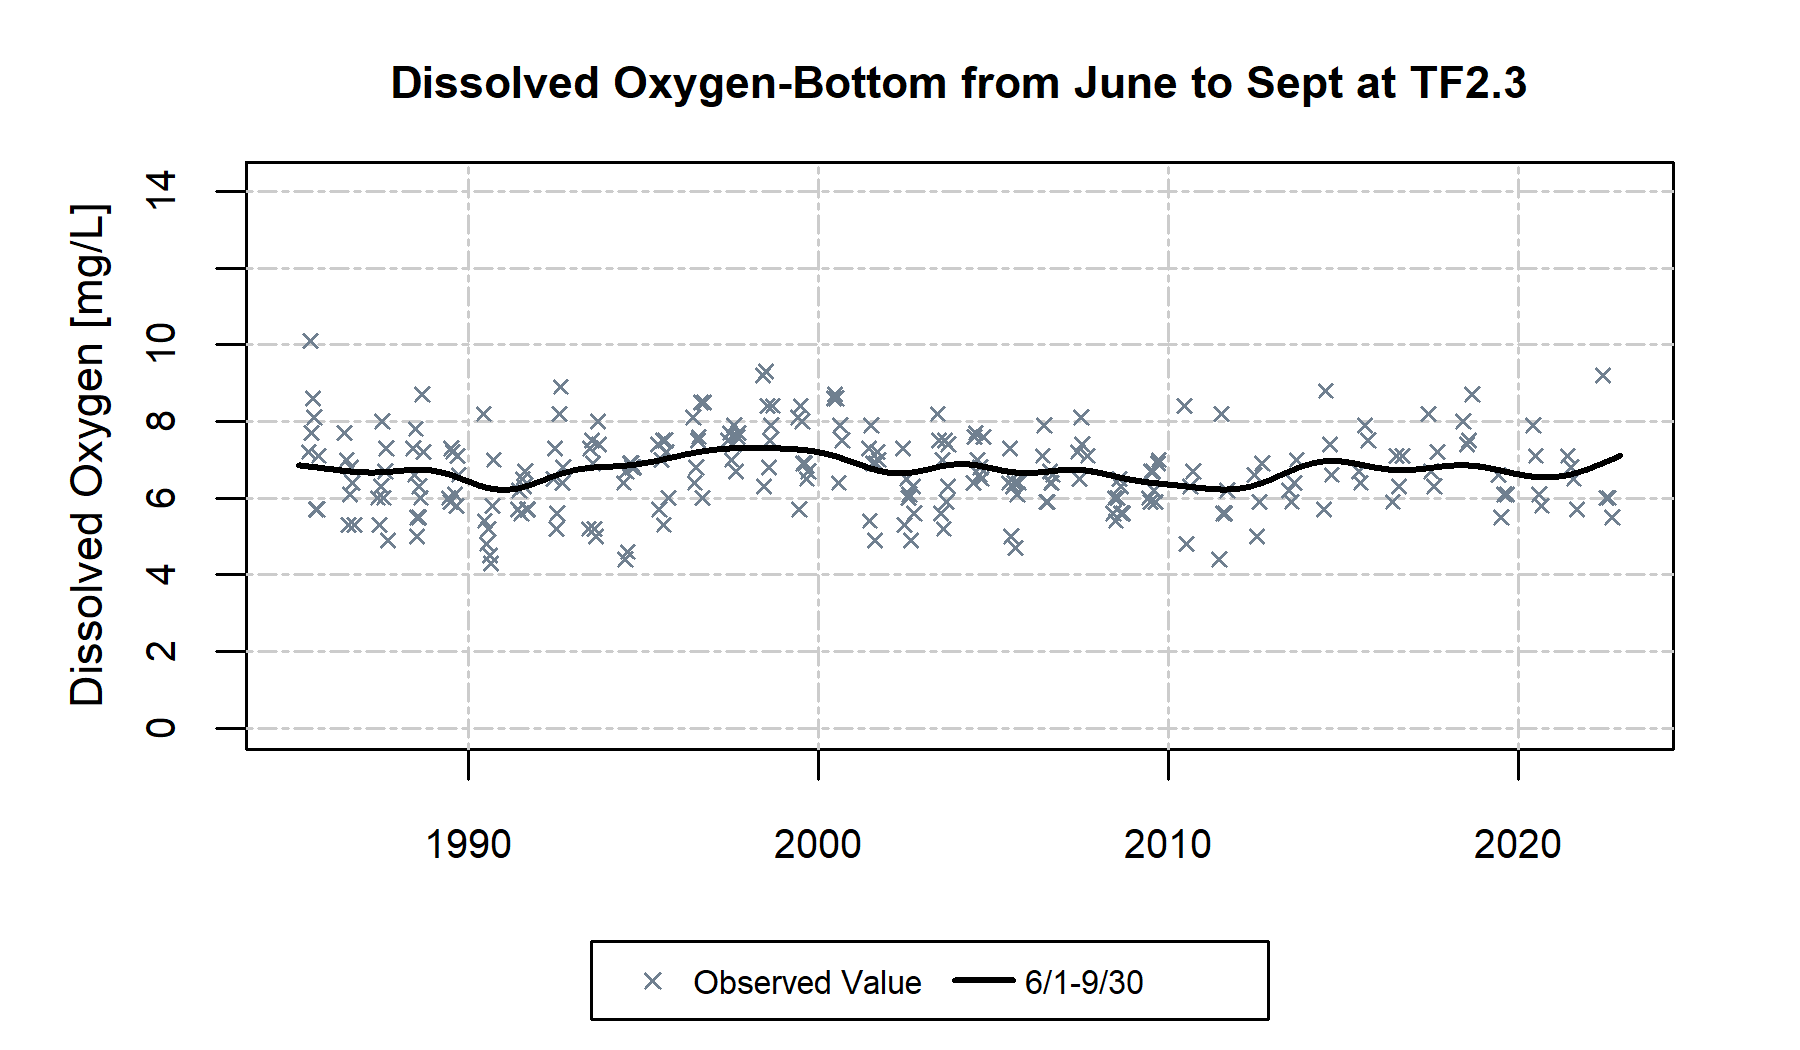 Dissolved Oxygen-Bottom from June to Sept at TF2.3
Dissolved Oxygen [mg/L]
14
10
8
6
4
2
0
1990 2000 2010 2020
Observed Value 6/1-9/30